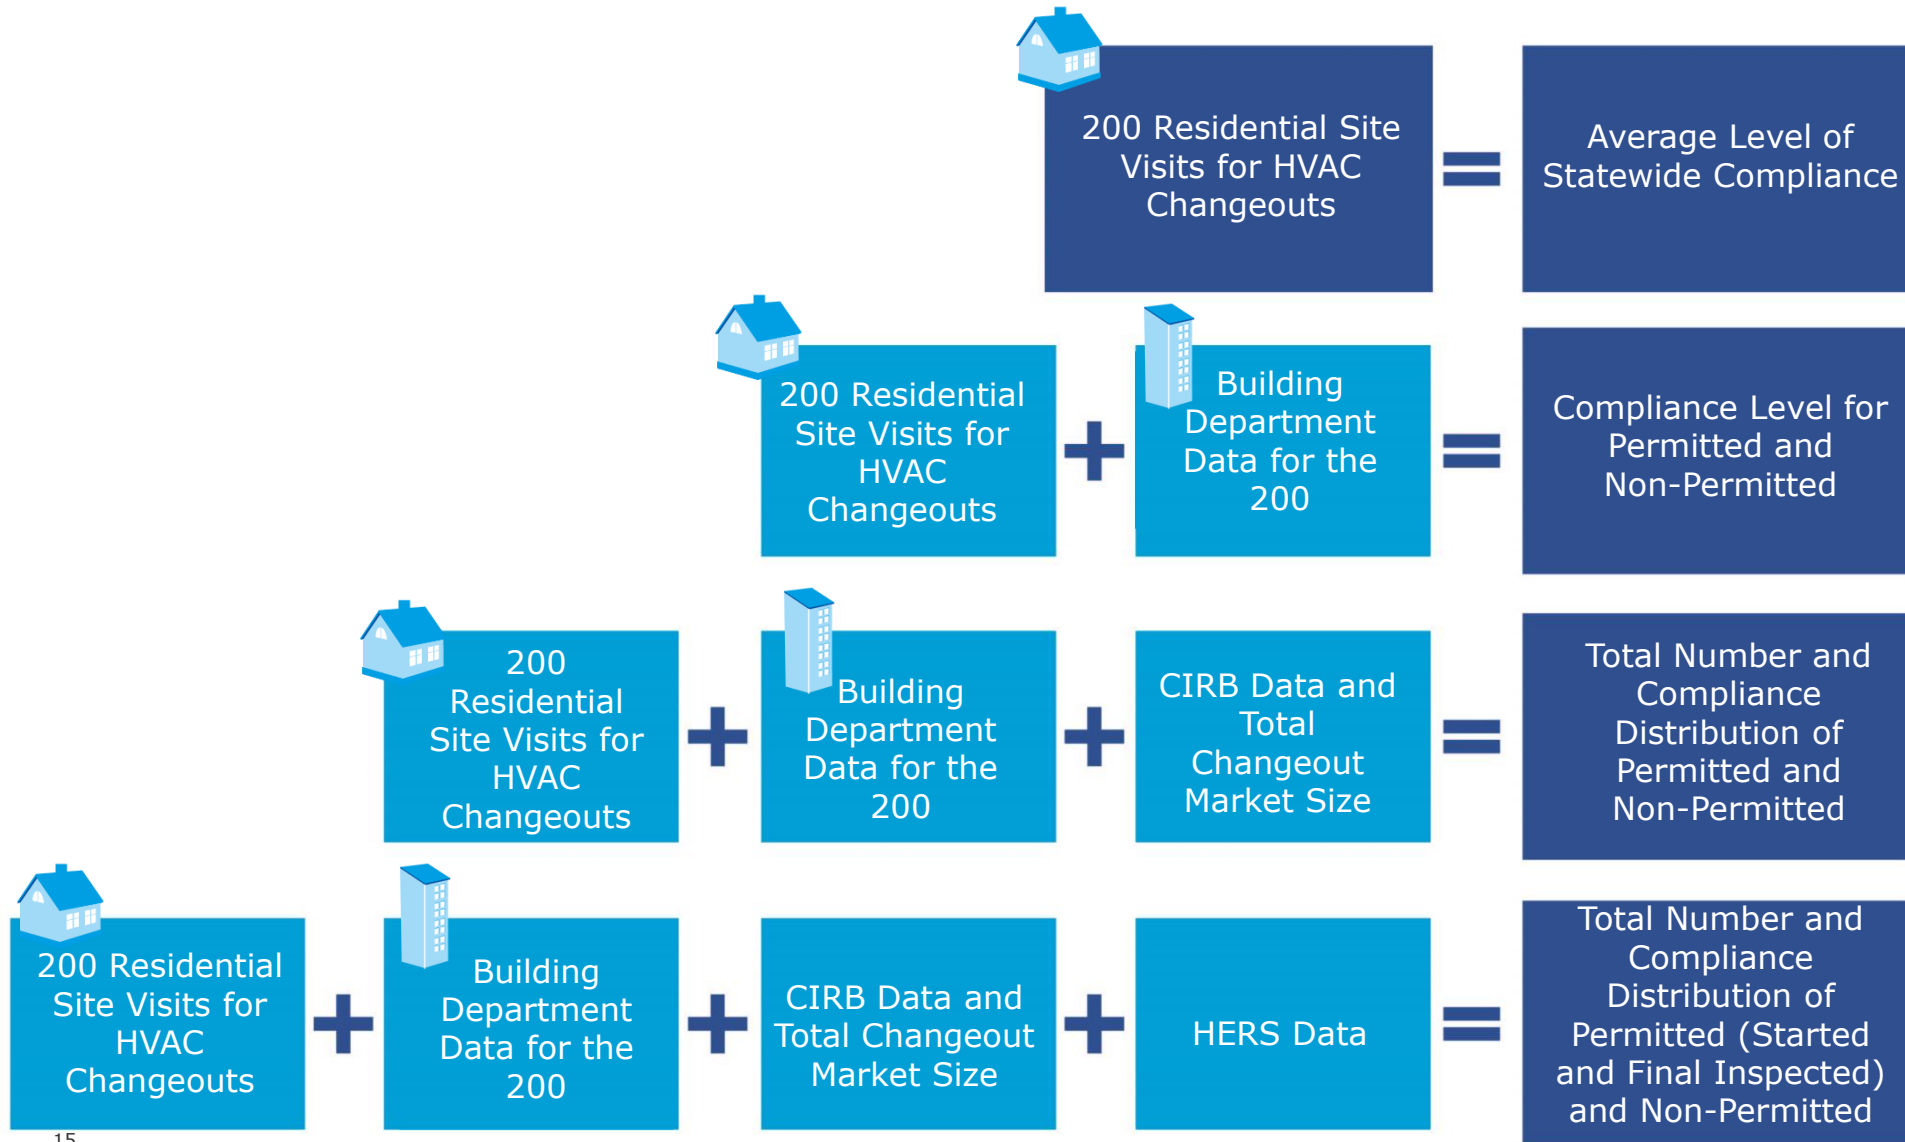 200 Residential Site
Visits for HVAC
Changeouts
=
Average Level of
Statewide Compliance
200 Residential
Site Visits for
HVAC
Changeouts
+
Building
Department
Data for the
200
=
Compliance Level for
Permitted and
Non-Permitted
200
Residential
Site Visits for
HVAC
Changeouts
+
Building
Department
Data for the
200
+
CIRB Data and
Total
Changeout
Market Size
=
Total Number and
Compliance
Distribution of
Permitted and
Non-Permitted
200 Residential
Site Visits for
HVAC
Changeouts
+
Building
Department
Data for the
200
+
CIRB Data and
Total Changeout
Market Size
+
HERS Data
=
Total Number and
Compliance
Distribution of
Permitted (Started
and Final Inspected)
and Non-Permitted
15